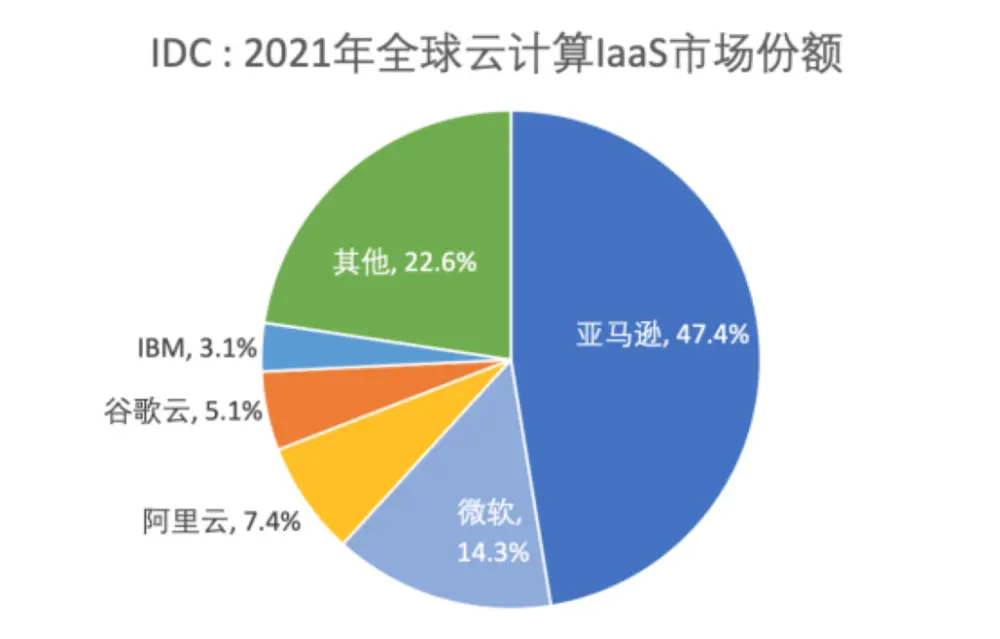 IDC : 2021年全球云计算IaaS市场份额
其他, 22.6%
亚马逊, 47.4%
IBM, 3.1%
谷歌云, 5.1%
阿里云, 7.4%
微软,
14.3%